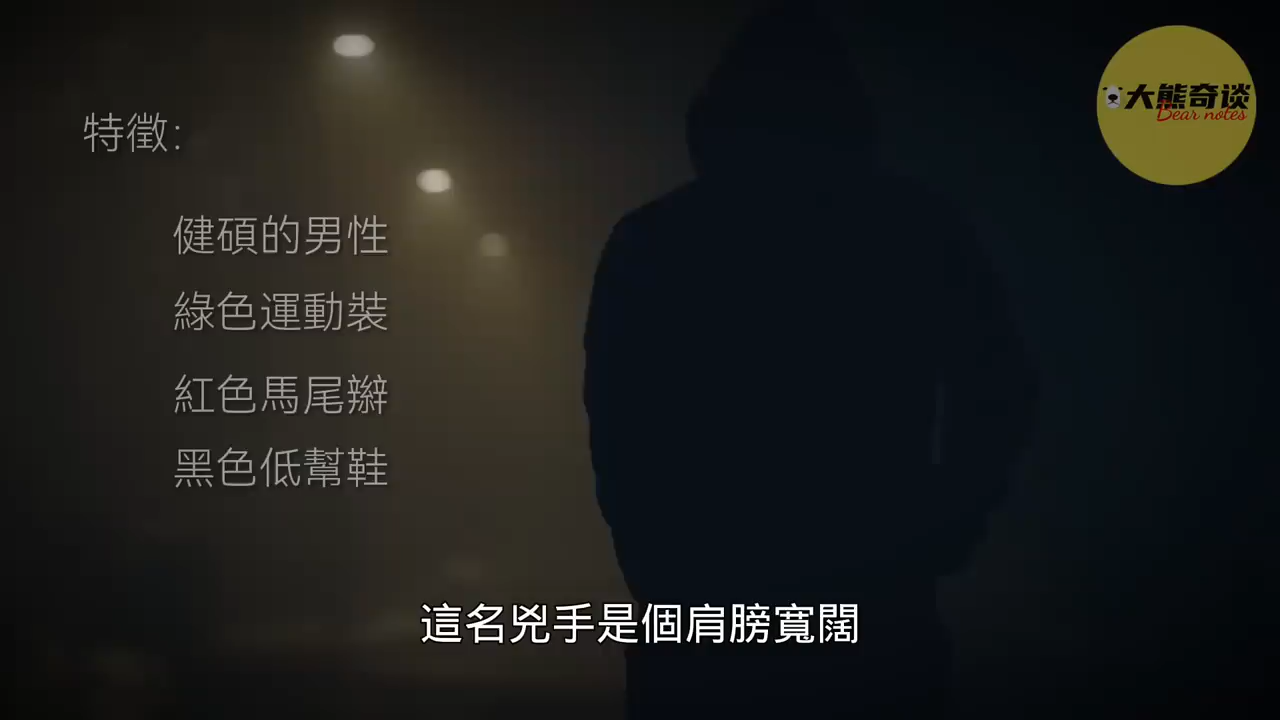 特徵:
健碩的男性
綠色運動裝
紅色馬尾辮
黑色低幫鞋
這名兇手是個肩膀寬闊
大熊奇谈
Bear notes